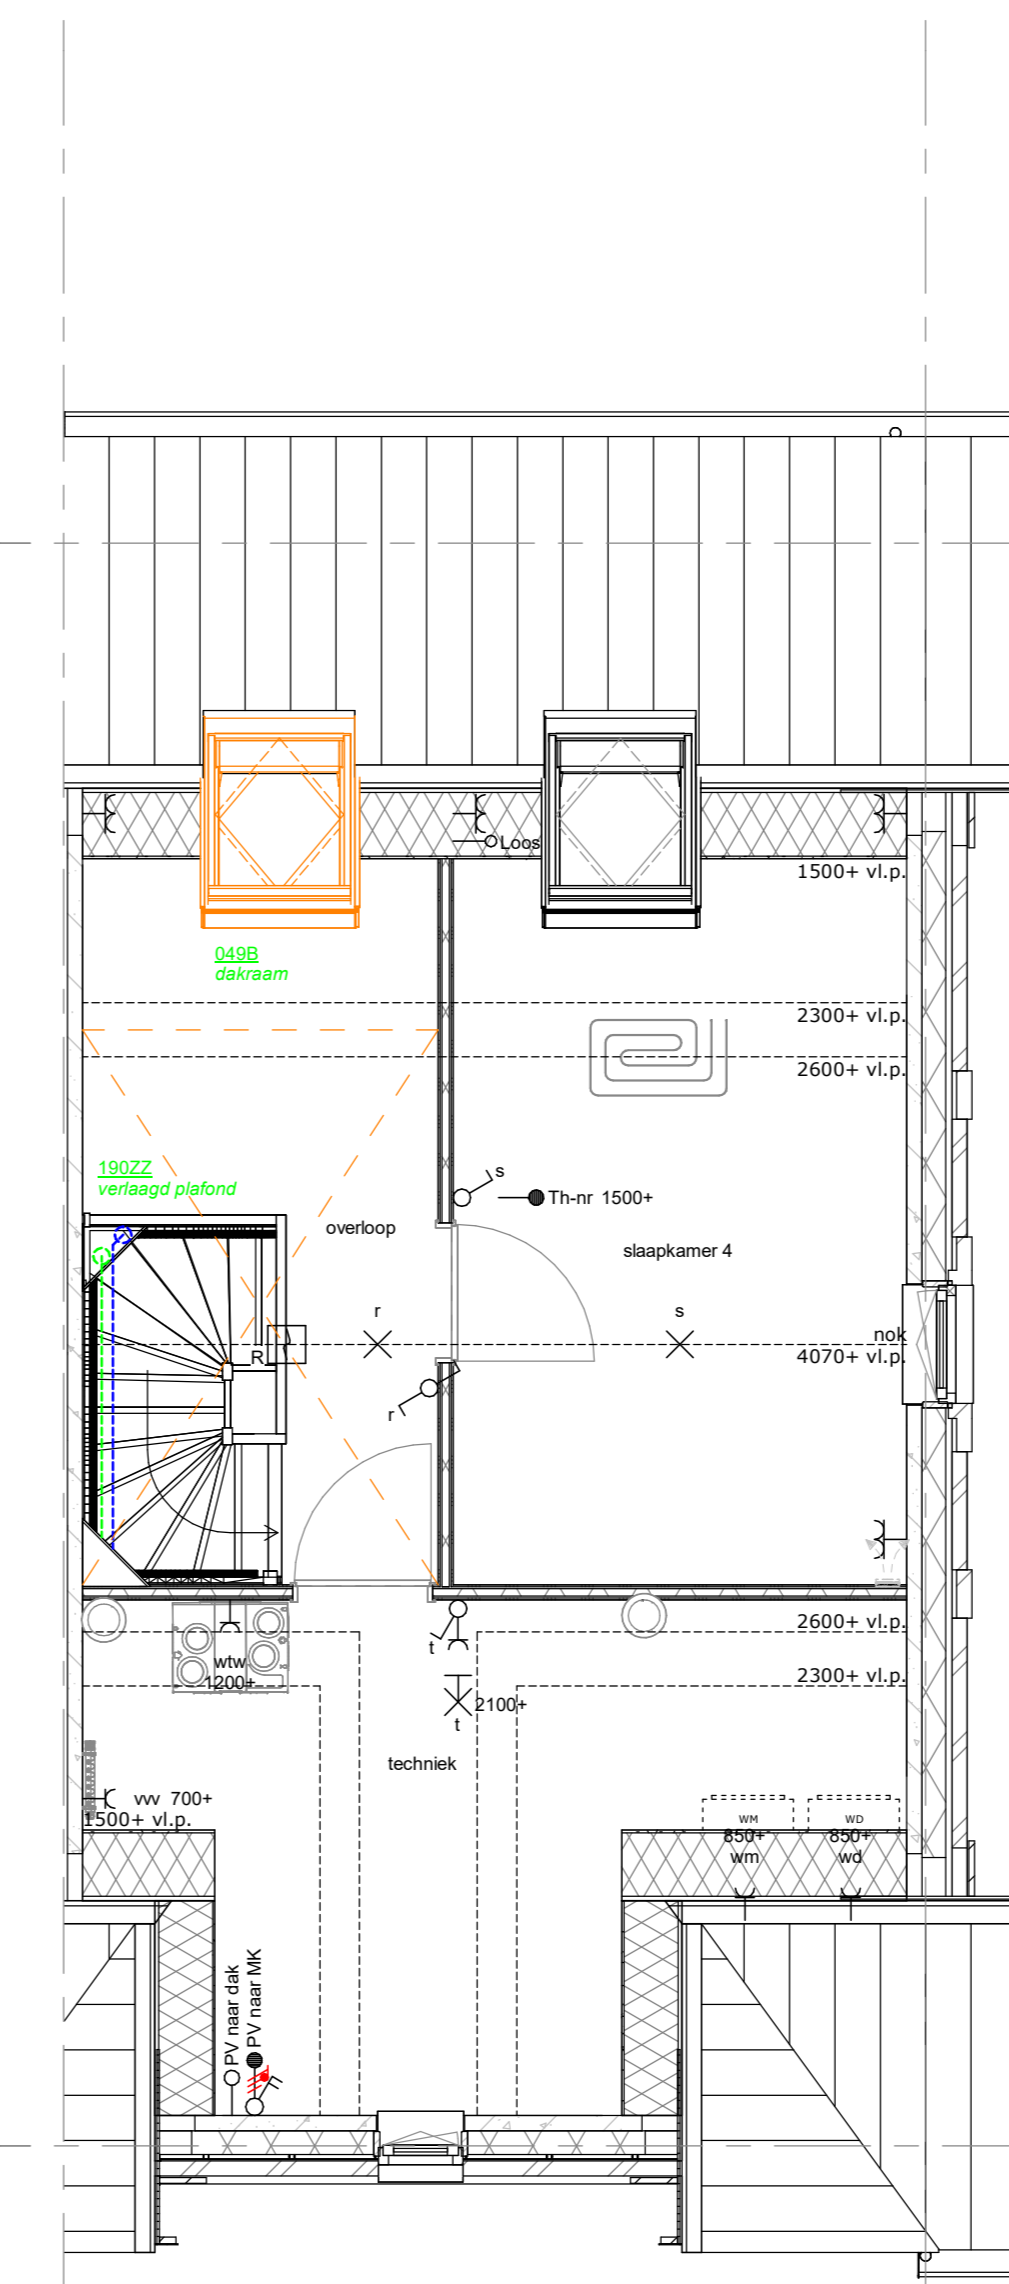 Loos
1500+ vl.p.
049B
dakraam
2300+ vl.p.
2600+ vl.p.
190ZZ
verlaagd plafond
s
Th-nr 1500+
overloop
slaapkamer 4
r
s
nok
R
4070+ vl.p.
r
2600+ vl.p.
t
wtw
1200+
2300+ vl.p.
2100+
t
techniek
vvv 700+
1500+ vl.p.
WM
WD
850+
850+
wm
wd
PV naar dak
PV naar MK